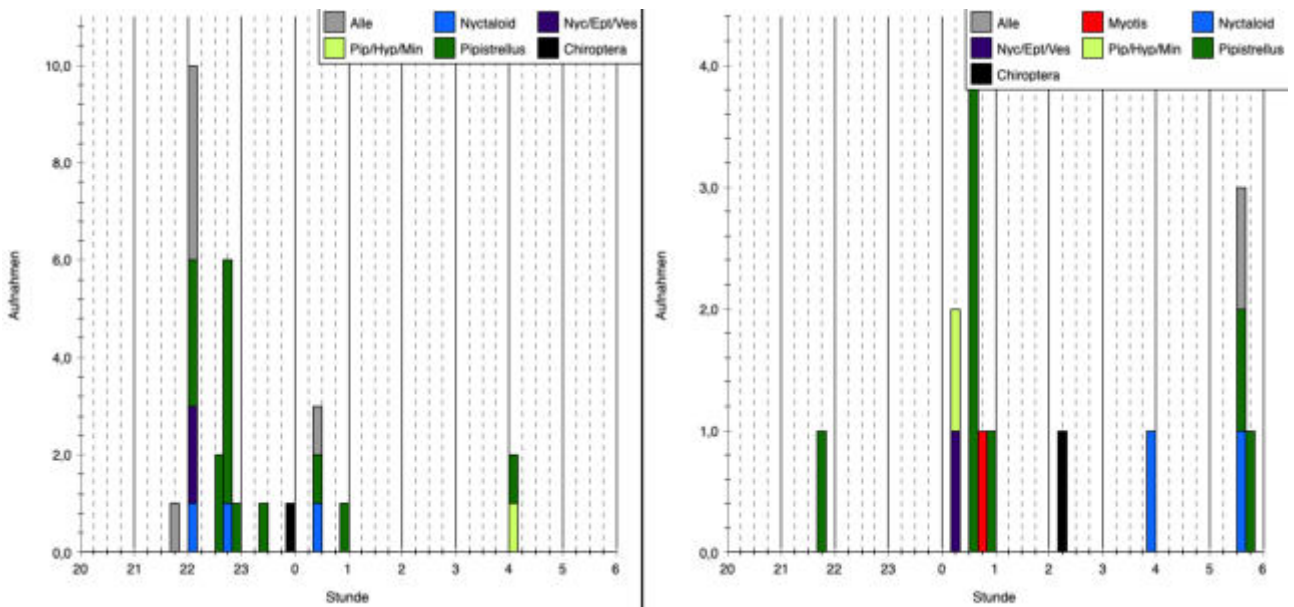 Alle Nyctaloid Nyc/Ept/Ves
Pip/Hyp/Min Pipistrellus Chiroptera
10,0
8,0
6,0
4,0
2,0
0,0
Aufnahmen
20 21 22 23 0 1 2 3 4 5 6
Stunde
Alle Myotis Nyctaloid
Nyc/Ept/Ves Pip/Hyp/Min Pipistrellus
Chiroptera
4,0
3,0
2,0
1,0
0,0
Aufnahmen
20 21 22 23 0 1 2 3 4 5 6
Stunde